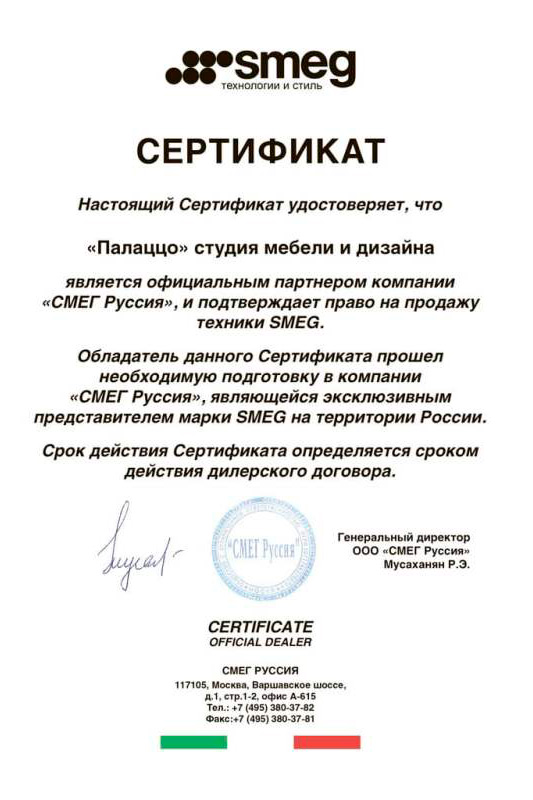 smeg
технологии и стиль
СЕРТИФИКАТ
Настоящий Сертификат удостоверяет, что
«Палаццо» студия мебели и дизайна
является официальным партнером компании
«СМЕГ Руссия», и подтверждает право на продажу
техники SMEG.
Обладатель данного Сертификата прошел
необходимую подготовку в компании
«СМЕГ Руссия», являющейся эксклюзивным
представителем марки SMEG на территории России.
Срок действия Сертификата определяется сроком
действия дилерского договора.
"СМЕГ Руссия"
Генеральный директор
ООО «СМЕГ Руссия»
Мусаханян Р.Э.
CERTIFICATE
OFFICIAL DEALER
СМЕГ РУССИЯ
117105, Москва, Варшавское шоссе,
д.1, стр.1-2, офис А-615
Тел.: +7 (495) 380-37-82
Факс:+7 (495) 380-37-81